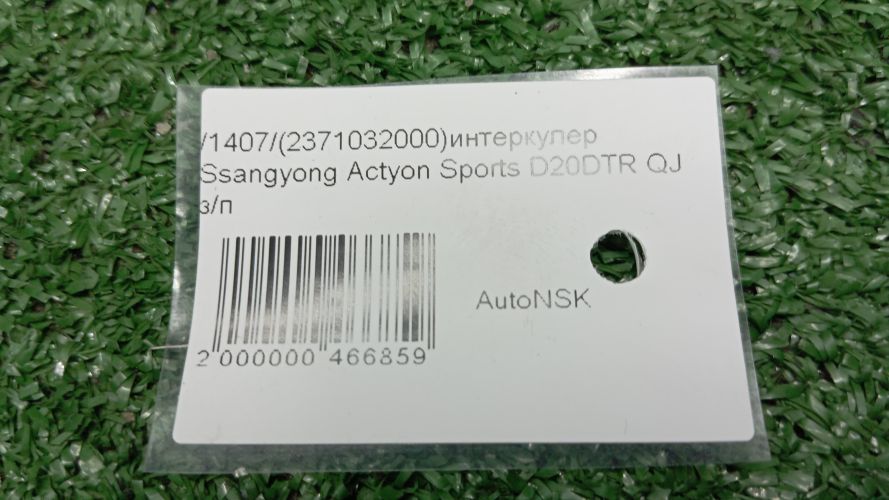 /1407/(2371032000)интеркулер
Ssangyong Actyon Sports D20DTR QJ
з/п
AutoNSK
2 000000 466859